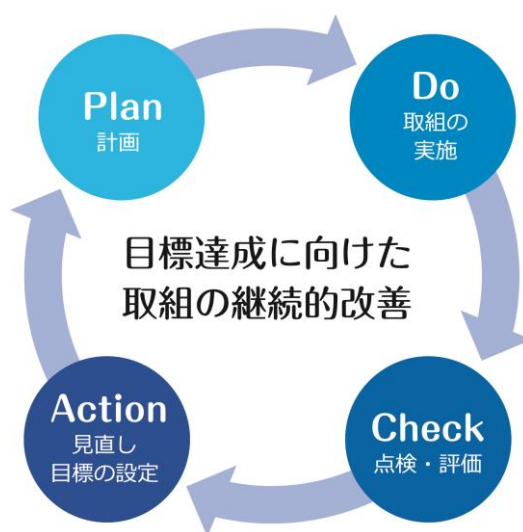 Plan
計画
Do
取組の
実施
目標達成に向けた
取組の継続的改善
Action
見直し
目標の設定
Check
点検・評価